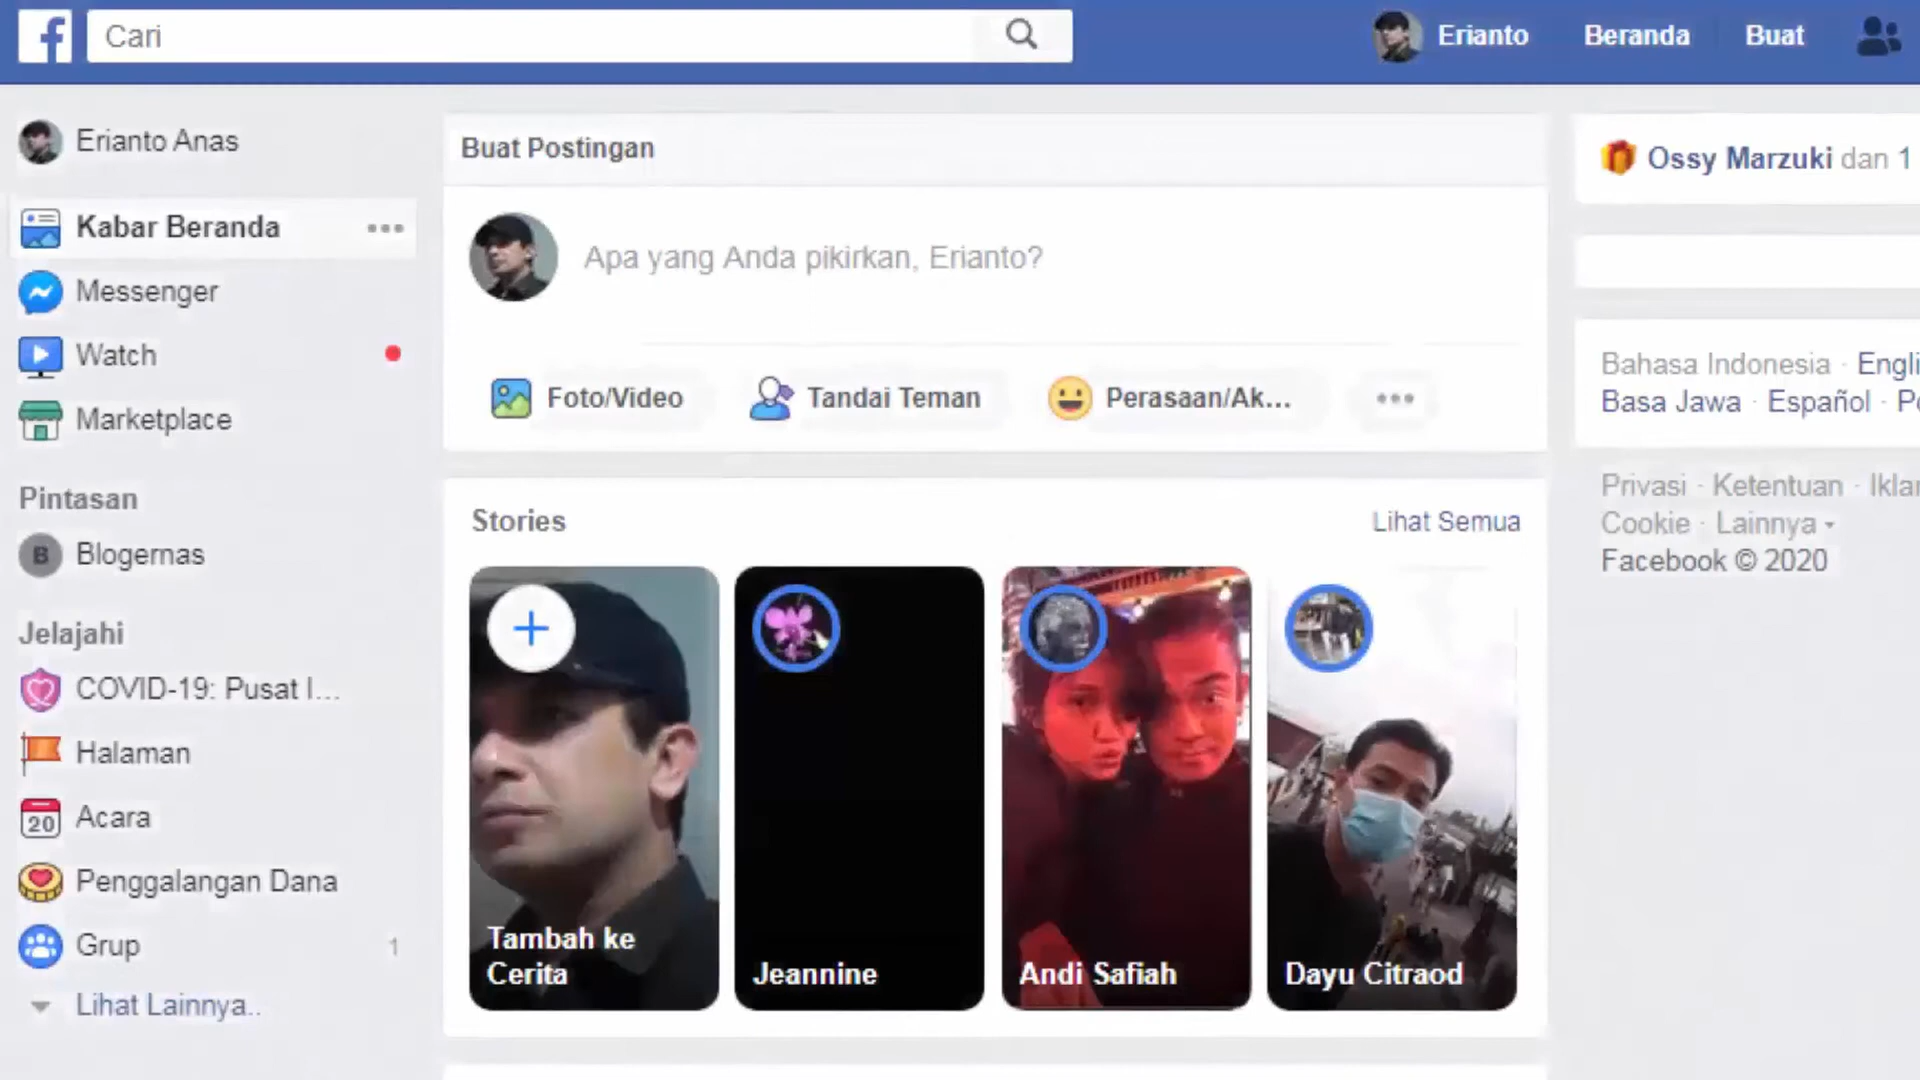 Cari
Erianto
Beranda
Buat
Erianto Anas
Kabar Beranda
Messenger
Watch
Marketplace
Pintasan
B Blogernas
Jelajahi
COVID-19: Pusat I...
Halaman
20 Acara
Penggalangan Dana
Grup 1
Lihat Lainnya..
Buat Postingan
Apa yang Anda pikirkan, Erianto?
Foto/Video
Tandai Teman
Perasaan/Ak...
Stories
Lihat Semua
Tambah ke
Cerita
Jeannine
Andi Safiah
Dayu Citraod
Ossy Marzuki dan 1
Bahasa Indonesia ·
Basa Jawa · Español ·
Privasi · Ketentuan ·
Cookie · Lainnya
Facebook © 2020